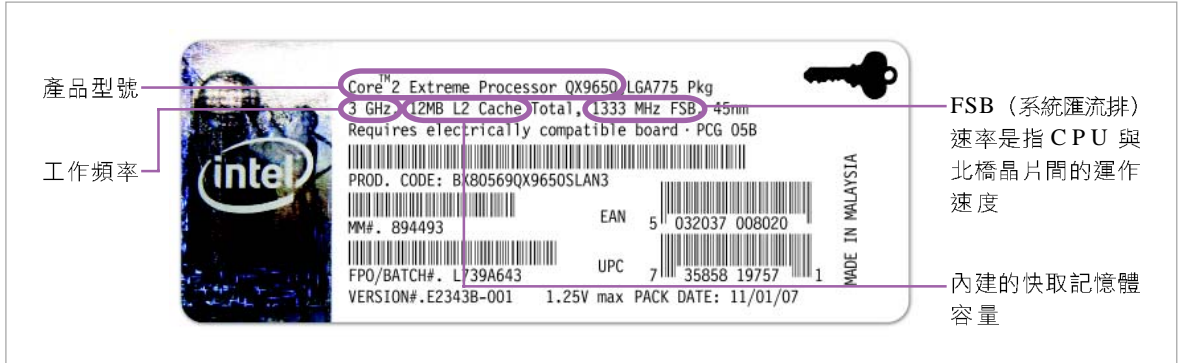 產品型號
工作頻率
intel
Core™2 Extreme Processor QX9650 LGA775 Pkg
3 GHz, 12MB L2 Cache Total, 1333 MHz FSB, 45nm
Requires electrically compatible board · PCG 05B
PROD. CODE: BX80569QX9650SLAN3
MM#. 894493
EAN
5 032037 008020
FPO/BATCH#. L739A643
UPC
7 35858 19757 1
VERSION#.E2343B-001 1.25V max PACK DATE: 11/01/07
MADE IN MALAYSIA
FSB（系統匯流排）
速率是指 CPU 與
北橋晶片間的運作
速度
內建的快取記憶體
容量